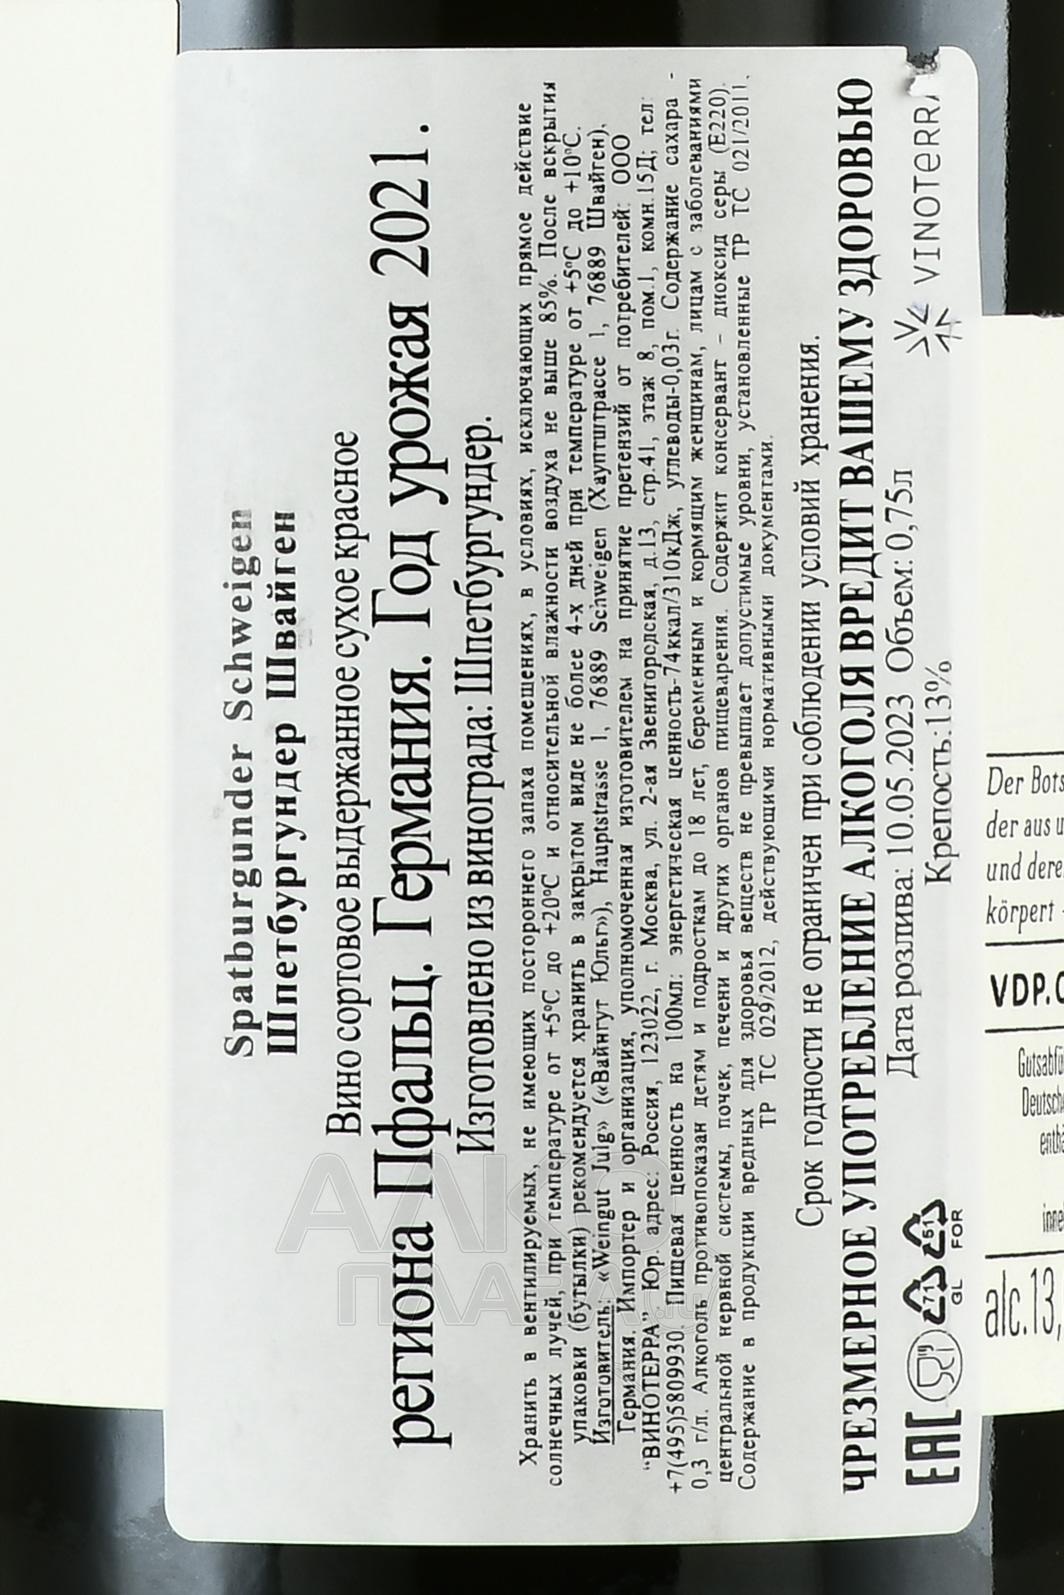 Spatburgunder Schweigen
Шпетбургундер Швайген
Вино сортовое выдержанное сухое красное
региона Пфальц. Германия. Год урожая 2021.
Изготовлено из винограда: Шпетбургундер.
Хранить в вентилируемых, не имеющих постороннего запаха помещениях, в условиях, исключающих прямое действие
солнечных лучей, при температуре от +5°С до +20°С и относительной влажности воздуха не выше 85%. После вскрытия
упаковки (бутылки) рекомендуется хранить в закрытом виде не более 4-х дней при температуре от +5°С до +10°С.
Изготовитель: «Weingut Julg» («Вайнгут Юльг»), Hauptstrasse 1, 76889 Schweigen (Хауптштрассе 1, 76889 Швайген),
Германия. Импортер и организация, уполномоченная изготовителем на принятие претензий от потребителей: ООО
“ВИНОТЕРРА” Юр. адрес: Россия, 123022, г. Москва, ул. 2-ая Звенигородская, д.13, стр.41, этаж 8, пом.1, комн.15Д; тел:
+7(495)5809930. Пищевая ценность на 100мл: энергетическая ценность-74ккал/310кДж, углеводы-0,03г. Содержание сахара -
0,3 г/л. Алкоголь противопоказан детям и подросткам до 18 лет, беременным и кормящим женщинам, лицам с заболеваниями
центральной нервной системы, почек, печени и других органов пищеварения. Содержит консервант – диоксид серы (Е220).
Содержание в продукции вредных для здоровья веществ не превышает допустимые уровни, установленные ТР ТС 021/2011,
ТР ТС 029/2012, действующими нормативными документами.
Срок годности не ограничен при соблюдении условий хранения.
ЧРЕЗМЕРНОЕ УПОТРЕБЛЕНИЕ АЛКОГОЛЯ ВРЕДИТ ВАШЕМУ ЗДОРОВЬЮ
Дата розлива: 10.05.2023 Объем: 0,75л
Крепость:13%
EAC
71
GL
51
FOR
VINOTERRA
АЛКО
ПЛАЗА.ru
Der Bots
der aus u
und dere
körpert
VDP.G
Gutsabfü
Deutsch
enthä
inne
alc.13,